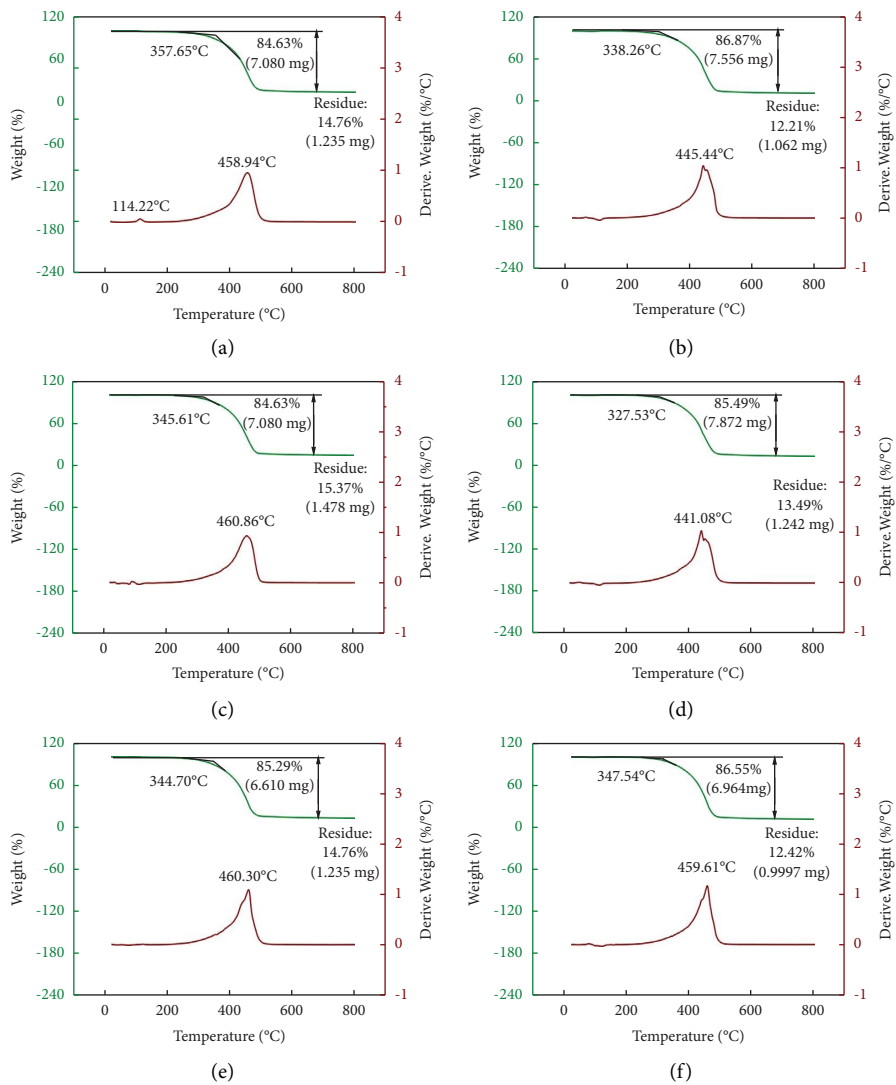 120
60
0
-60
-120
-180
-240
Weight (%)
4
3
2
1
0
-1
Derive. Weight (%/°C)
357.65°C
84.63%
(7.080 mg)
Residue:
14.76%
(1.235 mg)
458.94°C
114.22°C
0
200
400
600
800
Temperature (°C)
(a)
120
60
0
-60
-120
-180
-240
Weight (%)
4
3
2
1
0
-1
Derive. Weight (%/°C)
338.26°C
86.87%
(7.556 mg)
Residue:
12.21%
(1.062 mg)
445.44°C
0
200
400
600
800
Temperature (°C)
(b)
120
60
0
-60
-120
-180
-240
Weight (%)
4
3
2
1
0
-1
Derive. Weight (%/°C)
345.61°C
84.63%
(7.080 mg)
Residue:
15.37%
(1.478 mg)
460.86°C
0
200
400
600
800
Temperature (°C)
(c)
120
60
0
-60
-120
-180
-240
Weight (%)
4
3
2
1
0
-1
Derive. Weight (%/°C)
327.53°C
85.49%
(7.872 mg)
Residue:
13.49%
(1.242 mg)
441.08°C
0
200
400
600
800
Temperature (°C)
(d)
120
60
0
-60
-120
-180
-240
Weight (%)
4
3
2
1
0
-1
Derive.Weight (%/°C)
344.70°C
85.29%
(6.610 mg)
Residue:
14.76%
(1.235 mg)
460.30°C
0
200
400
600
800
Temperature (°C)
(e)
120
60
0
-60
-120
-180
-240
Weight (%)
4
3
2
1
0
-1
Derive.Weight (%/°C)
347.54°C
86.55%
(6.964mg)
Residue:
12.42%
(0.9997 mg)
459.61°C
0
200
400
600
800
Temperature (°C)
(f)